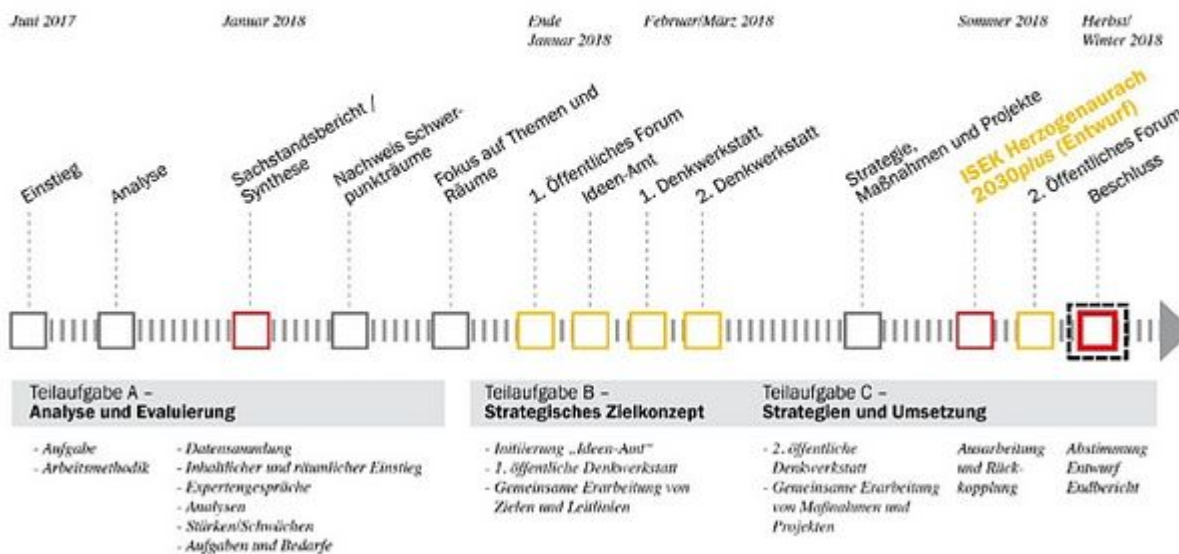 Juni 2017
Januar 2018
Ende
Januar 2018
Februar/März 2018
Sommer 2018
Herbst/
Winter 2018
Einstieg
Analyse
Sachstandsbericht /
Synthese
Nachweis Schwer-
punkträume
Fokus auf Themen und
Räume
1. Öffentliches Forum
Ideen-Amt
1. Denkwerkstatt
2. Denkwerkstatt
Strategie,
Maßnahmen und Projekte
ISEK Herzogenaurach
2030plus (Entwurf)
2. Öffentliches Forum
Beschluss
Teilaufgabe A –
Analyse und Evaluierung
- Aufgabe
- Arbeitsmethodik
- Datensammlung
- Inhaltlicher und räumlicher Einstieg
- Expertengespräche
- Analysen
- Stärken/Schwächen
- Aufgaben und Bedarfe
Teilaufgabe B –
Strategisches Zielkonzept
- Initiierung „Ideen-Amt“
- 1. öffentliche Denkwerkstatt
- Gemeinsame Erarbeitung von
Zielen und Leitlinien
Teilaufgabe C –
Strategien und Umsetzung
- 2. öffentliche
Denkwerkstatt
- Gemeinsame Erarbeitung
von Maßnahmen und
Projekten
Ausarbeitung
und Rück-
kopplung
Abstimmung
Entwurf
Endbericht